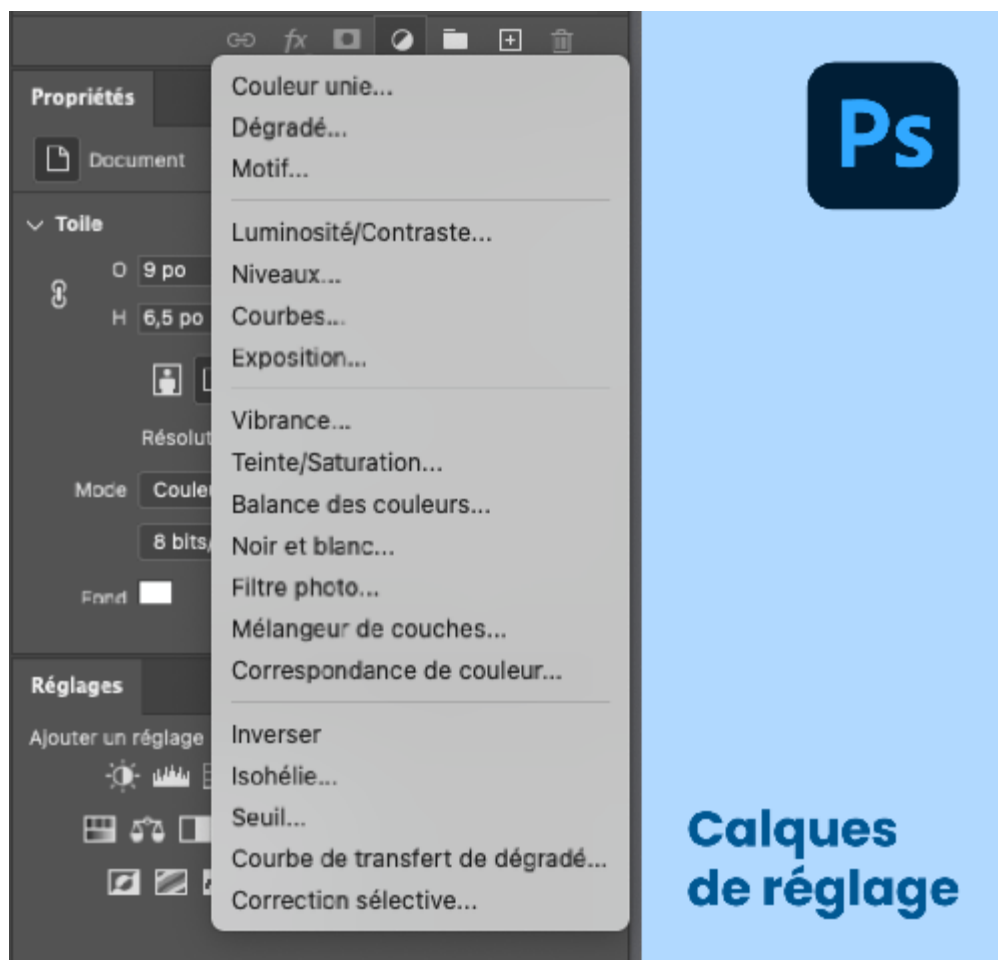 fx
Propriétés
Document
Toile
O 9 po
H 6,5 po
Résolut
Mode Coule
8 bits/
Fond
Réglages
Ajouter un réglage
Couleur unie...
Dégradé...
Motif...
Luminosité/Contraste...
Niveaux...
Courbes...
Exposition...
Vibrance...
Teinte/Saturation...
Balance des couleurs...
Noir et blanc...
Filtre photo...
Mélangeur de couches...
Correspondance de couleur...
Inverser
Isohélie...
Seuil...
Courbe de transfert de dégradé...
Correction sélective...
Ps
Calques
de réglage